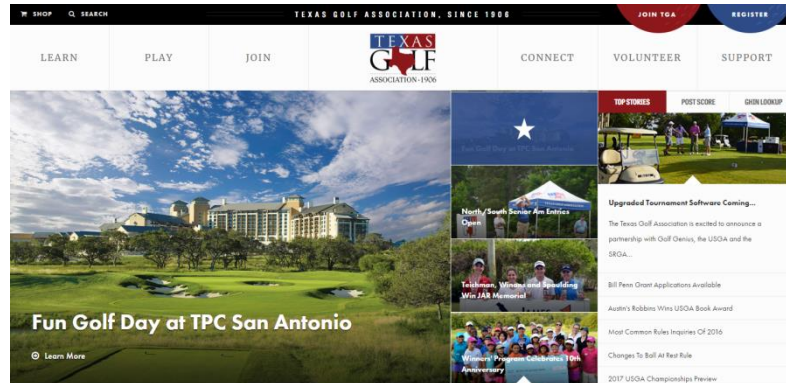 SHOP
SEARCH
TEXAS GOLF ASSOCIATION, SINCE 1906
JOIN TGA
REGISTER
LEARN
PLAY
JOIN
TEXAS
GOLF
ASSOCIATION • 1906
CONNECT
VOLUNTEER
SUPPORT
Fun Golf Day at TPC San Antonio
Learn More
Fun Golf Day at TPC San Antonio
North/South Senior Am Entries
Open
Teichman, Winans and Spaulding
Win JAR Memorial
Winners' Program Celebrates 10th
Anniversary
TOP STORIES
POST SCORE
GHIN LOOKUP
Upgraded Tournament Software Coming...
The Texas Golf Association is excited to announce a
partnership with Golf Genius, the USGA and the
SRGA...
Bill Penn Grant Applications Available
Austin's Robbins Wins USGA Book Award
Most Common Rules Inquiries Of 2016
Changes To Ball At Rest Rule
2017 USGA Championships Preview